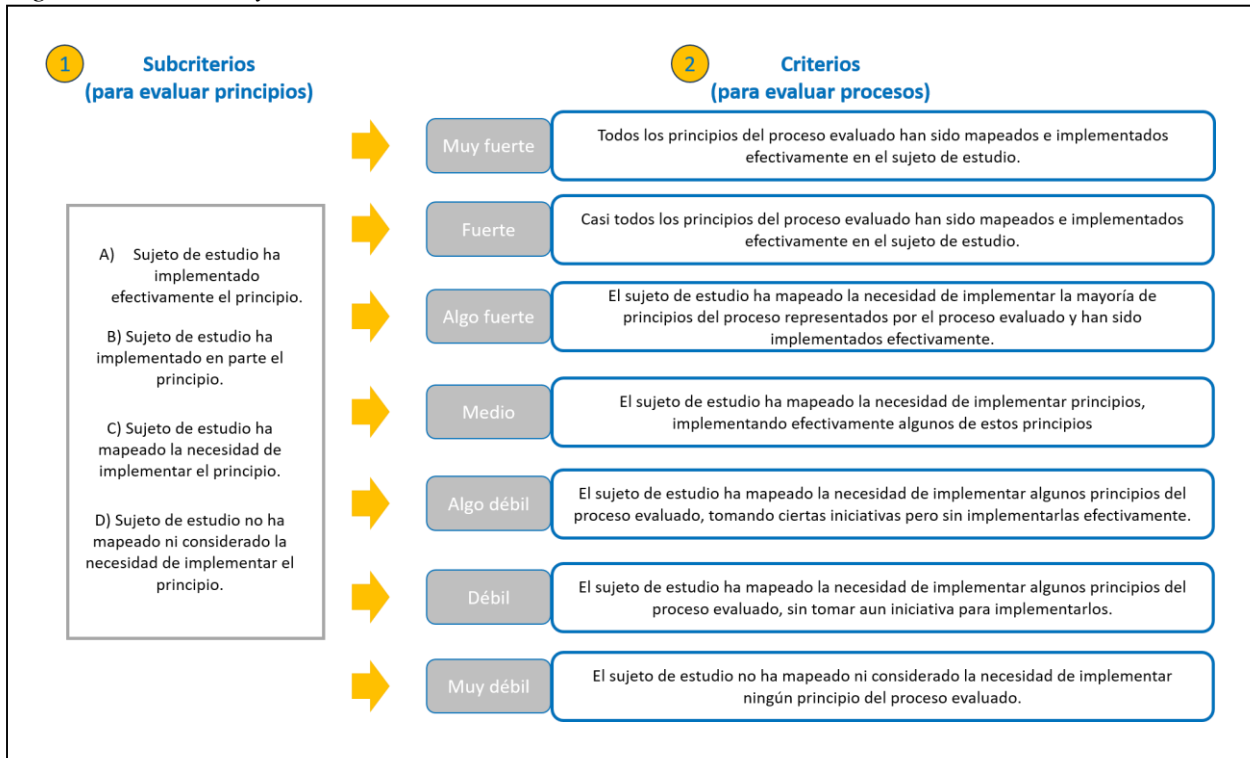 1
Subcriterios
(para evaluar principios)
2
Criterios
(para evaluar procesos)
A) Sujeto de estudio ha
implementado
efectivamente el principio.
B) Sujeto de estudio ha
implementado en parte el
principio.
C) Sujeto de estudio ha
mapeado la necesidad de
implementar el principio.
D) Sujeto de estudio no ha
mapeado ni considerado la
necesidad de implementar el
principio.
Muy fuerte
Todos los principios del proceso evaluado han sido mapeados e implementados
efectivamente en el sujeto de estudio.
Fuerte
Casi todos los principios del proceso evaluado han sido mapeados e implementados
efectivamente en el sujeto de estudio.
Algo fuerte
El sujeto de estudio ha mapeado la necesidad de implementar la mayoría de
principios del proceso representados por el proceso evaluado y han sido
implementados efectivamente.
Medio
El sujeto de estudio ha mapeado la necesidad de implementar principios,
implementando efectivamente algunos de estos principios
Algo débil
El sujeto de estudio ha mapeado la necesidad de implementar algunos principios del
proceso evaluado, tomando ciertas iniciativas pero sin implementarlas efectivamente.
Débil
El sujeto de estudio ha mapeado la necesidad de implementar algunos principios del
proceso evaluado, sin tomar aun iniciativa para implementarlos.
Muy débil
El sujeto de estudio no ha mapeado ni considerado la necesidad de implementar
ningún principio del proceso evaluado.